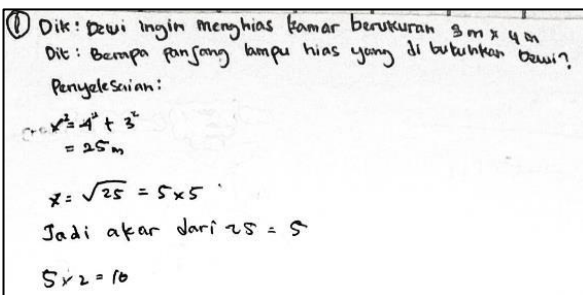 ① Dik : Dewi ingin menghias kamar berukuran 3 m x 4 m
Dit : Berapa panjang lampu hias yang di butuhkan Dewi?
Penyelesaian :
x² = 4² + 3²
= 25 m
x = √25 = 5 x 5
Jadi akar dari 25 = 5
5 x 2 = 10